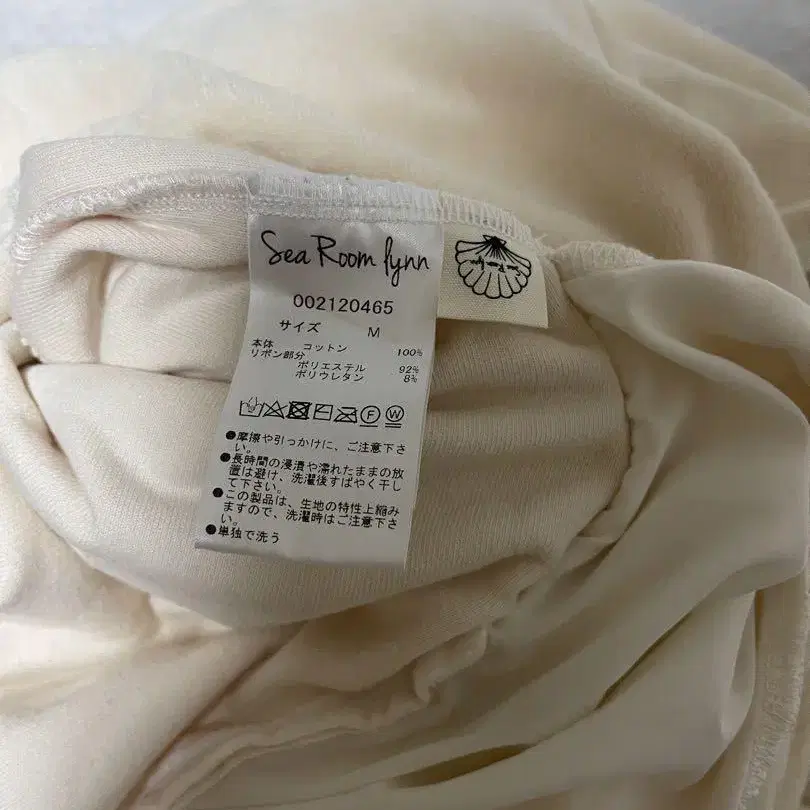 Sea Room lynn
002120465
サイズ M
本体 コットン 100%
リボン部分
ポリエステル 92%
ポリウレタン 8%
F W
●摩擦や引っかけに、ご注意下さ
い。
●長時間の浸漬や濡れたままの放
置は避け、洗濯後すばやく干し
て下さい。
●この製品は、生地の特性上縮み
ますので、洗濯時はご注意下さ
い。
●単独で洗う